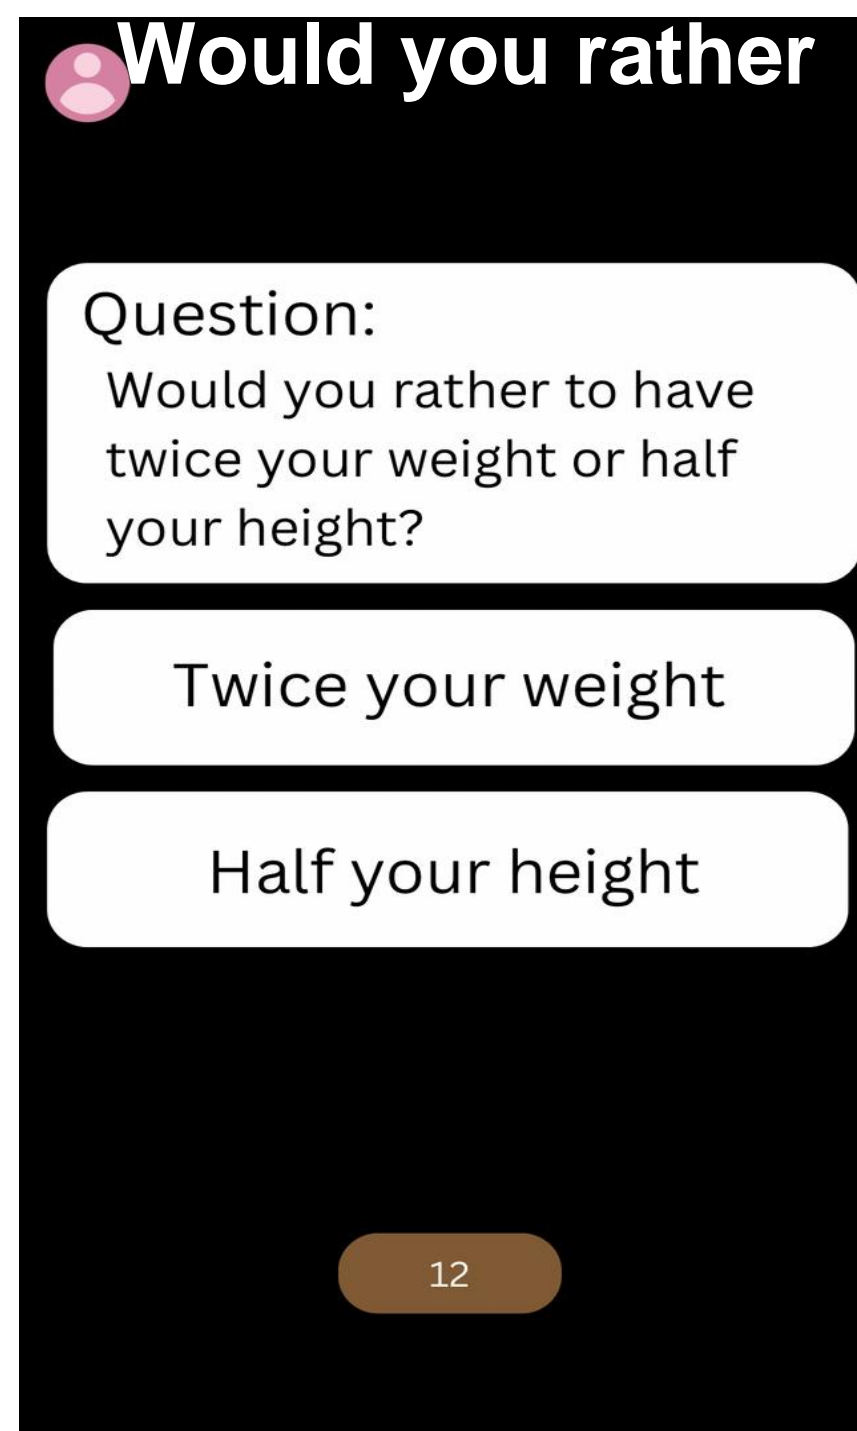 Would you rather
Question:
Would you rather to have
twice your weight or half
your height?
Twice your weight
Half your height
12